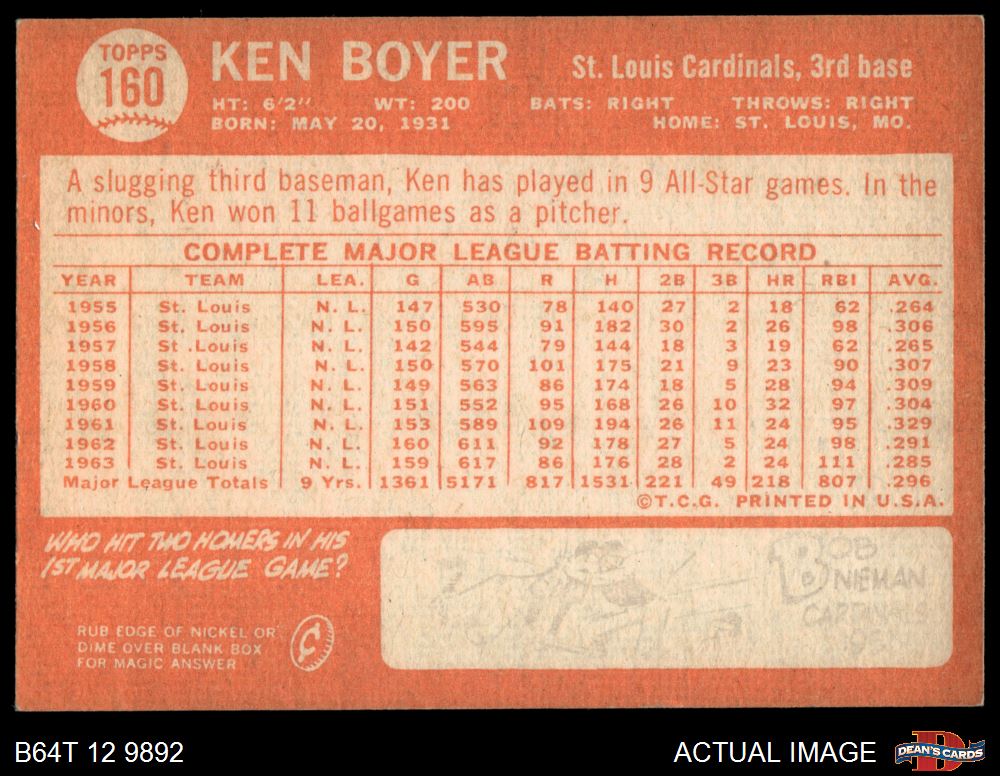 TOPPS
160
KEN BOYER
St. Louis Cardinals, 3rd base
HT: 6'2" WT: 200 BATS: RIGHT THROWS: RIGHT
BORN: MAY 20, 1931 HOME: ST. LOUIS, MO.
A slugging third baseman, Ken has played in 9 All-Star games. In the
minors, Ken won 11 ballgames as a pitcher.
COMPLETE MAJOR LEAGUE BATTING RECORD
YEAR TEAM LEA. G AB R H 2B 3B HR RBI AVG.
1955 St. Louis N. L. 147 530 78 140 27 2 18 62 .264
1956 St. Louis N. L. 150 595 91 182 30 2 26 98 .306
1957 St .Louis N. L. 142 544 79 144 18 3 19 62 .265
1958 St. Louis N. L. 150 570 101 175 21 9 23 90 .307
1959 St. Louis N. L. 149 563 86 174 18 5 28 94 .309
1960 St. Louis N. L. 151 552 95 168 26 10 32 97 .304
1961 St. Louis N. L. 153 589 109 194 26 11 24 95 .329
1962 St. Louis N. L. 160 611 92 178 27 5 24 98 .291
1963 St. Louis N. L. 159 617 86 176 28 2 24 111 .285
Major League Totals 9 Yrs. 1361 5171 817 1531 221 49 218 807 .296
©T.C.G. PRINTED IN U.S.A.
WHO HIT TWO HOMERS IN HIS
1ST MAJOR LEAGUE GAME?
RUB EDGE OF NICKEL OR
DIME OVER BLANK BOX
FOR MAGIC ANSWER
¢
BOB
NIEMAN
CARDINALS
B64T 12 9892
ACTUAL IMAGE
DEAN'S CARDS